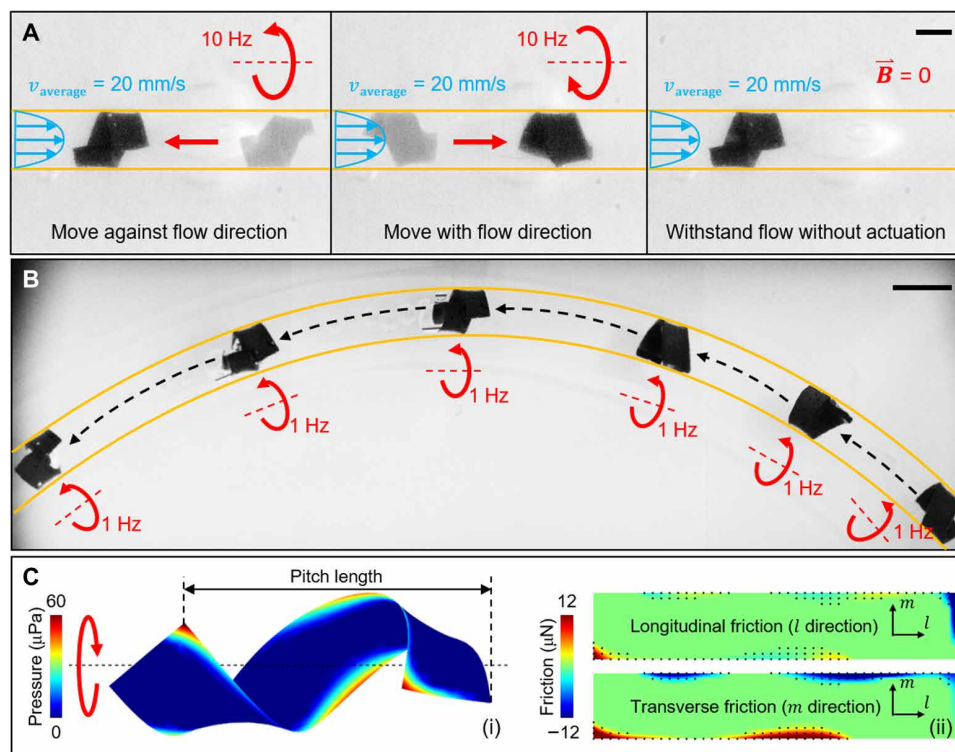 A
10 Hz
v_average = 20 mm/s
Move against flow direction
10 Hz
v_average = 20 mm/s
Move with flow direction
B⃗ = 0
v_average = 20 mm/s
Withstand flow without actuation
B
1 Hz
1 Hz
1 Hz
1 Hz
1 Hz
1 Hz
C
Pitch length
60
Pressure (µPa)
0
(i)
12
Friction (µN)
−12
Longitudinal friction (l direction)
m
l
Transverse friction (m direction)
m
l
(ii)